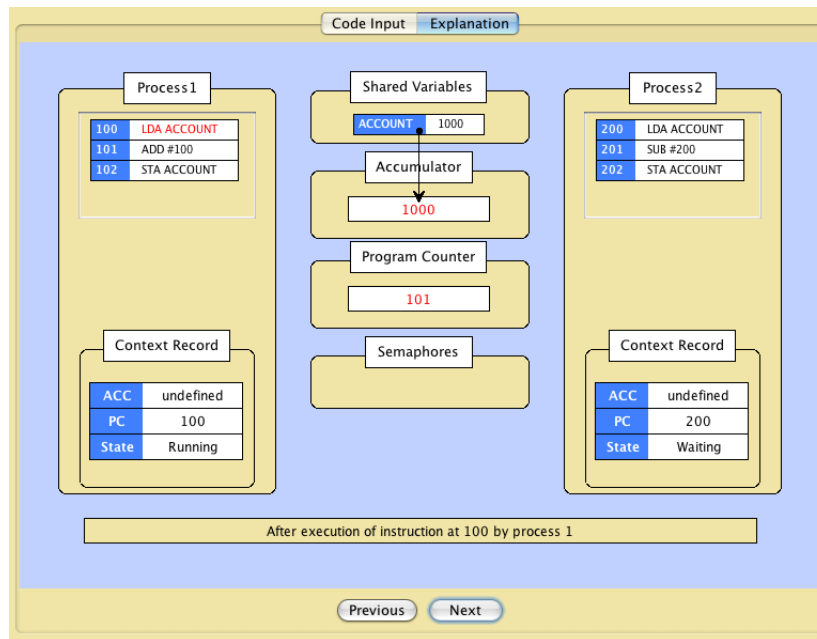 Code Input Explanation
Process1
100 LDA ACCOUNT
101 ADD #100
102 STA ACCOUNT
Context Record
ACC undefined
PC 100
State Running
Shared Variables
ACCOUNT 1000
Accumulator
1000
Program Counter
101
Semaphores
Process2
200 LDA ACCOUNT
201 SUB #200
202 STA ACCOUNT
Context Record
ACC undefined
PC 200
State Waiting
After execution of instruction at 100 by process 1
Previous Next